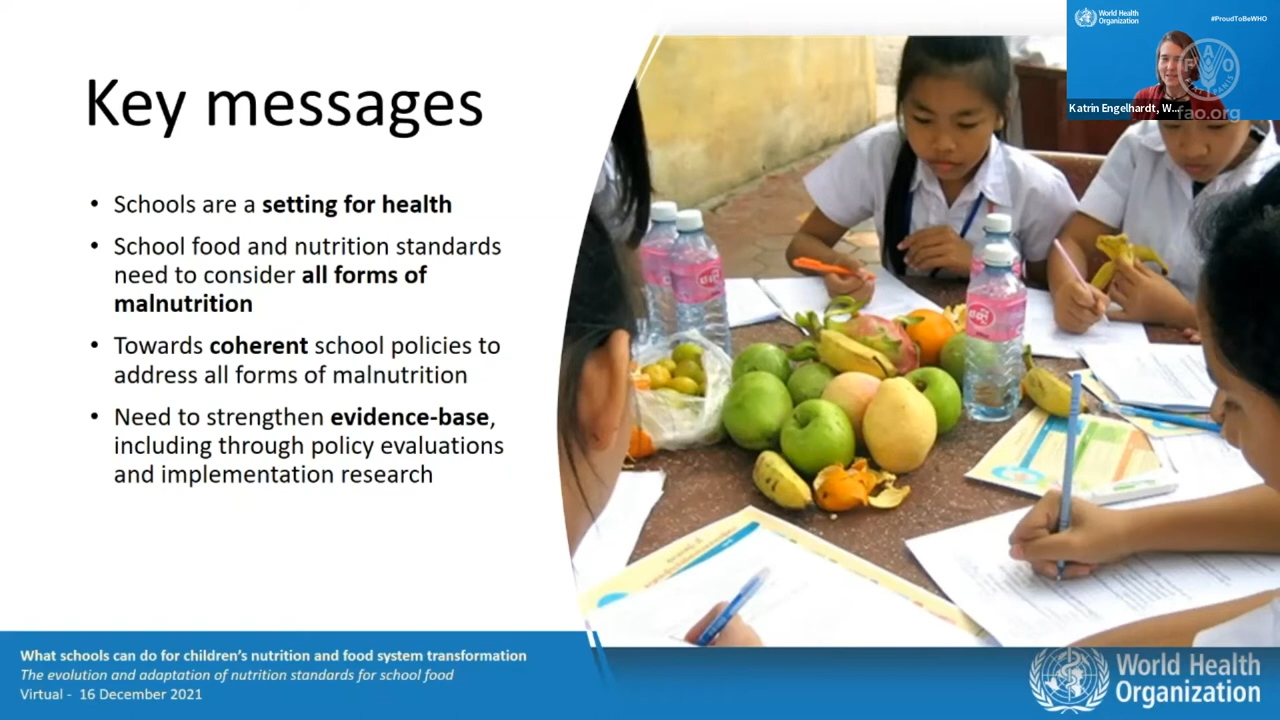 Key messages
• Schools are a setting for health
• School food and nutrition standards
need to consider all forms of
malnutrition
• Towards coherent school policies to
address all forms of malnutrition
• Need to strengthen evidence-base,
including through policy evaluations
and implementation research
What schools can do for children's nutrition and food system transformation
The evolution and adaptation of nutrition standards for school food
Virtual - 16 December 2021
World Health
Organization
#ProudToBeWHO
FAO
Katrin Engelhardt, W...
fao.org
World Health
Organization